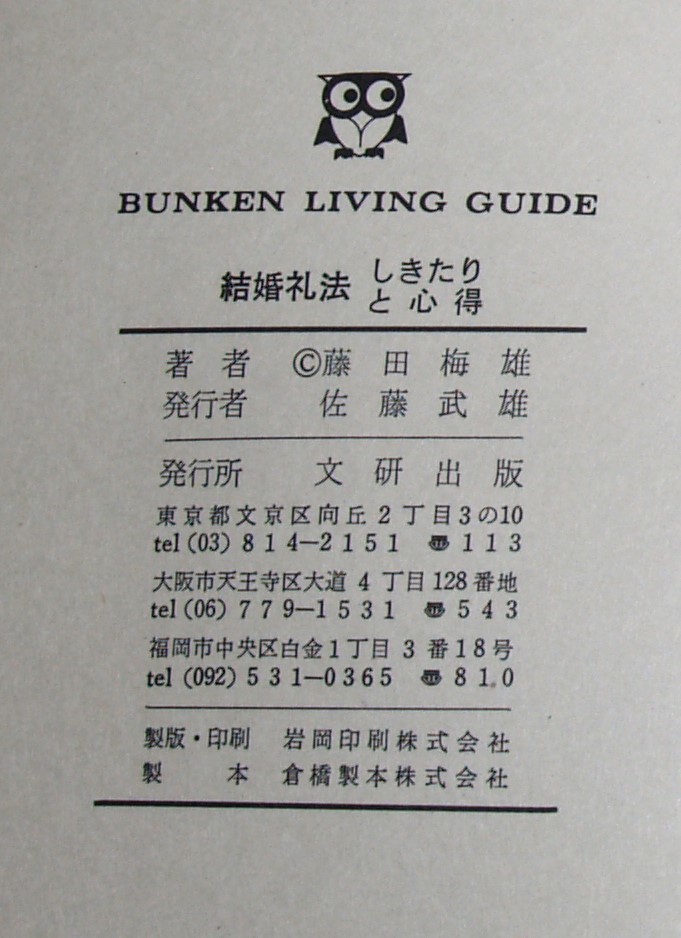 BUNKEN LIVING GUIDE
結婚礼法 しきたりと心得
著者 ©藤田梅雄
発行者 佐藤武雄
発行所 文研出版
東京都文京区向丘2丁目3の10
tel (03) 814-2151 〠113
大阪市天王寺区大道4丁目128番地
tel (06) 779-1531 〠543
福岡市中央区白金1丁目3番18号
tel (092) 531-0365 〠810
製版・印刷 岩岡印刷株式会社
製本 倉橋製本株式会社